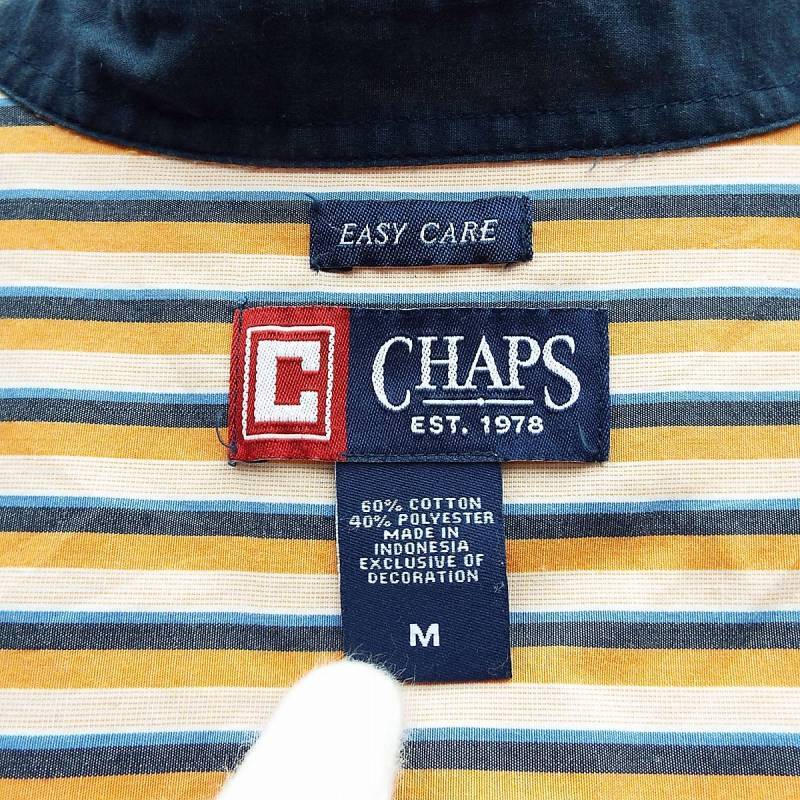 EASY CARE
C
CHAPS
EST. 1978
60% COTTON
40% POLYESTER
MADE IN
INDONESIA
EXCLUSIVE OF
DECORATION
M